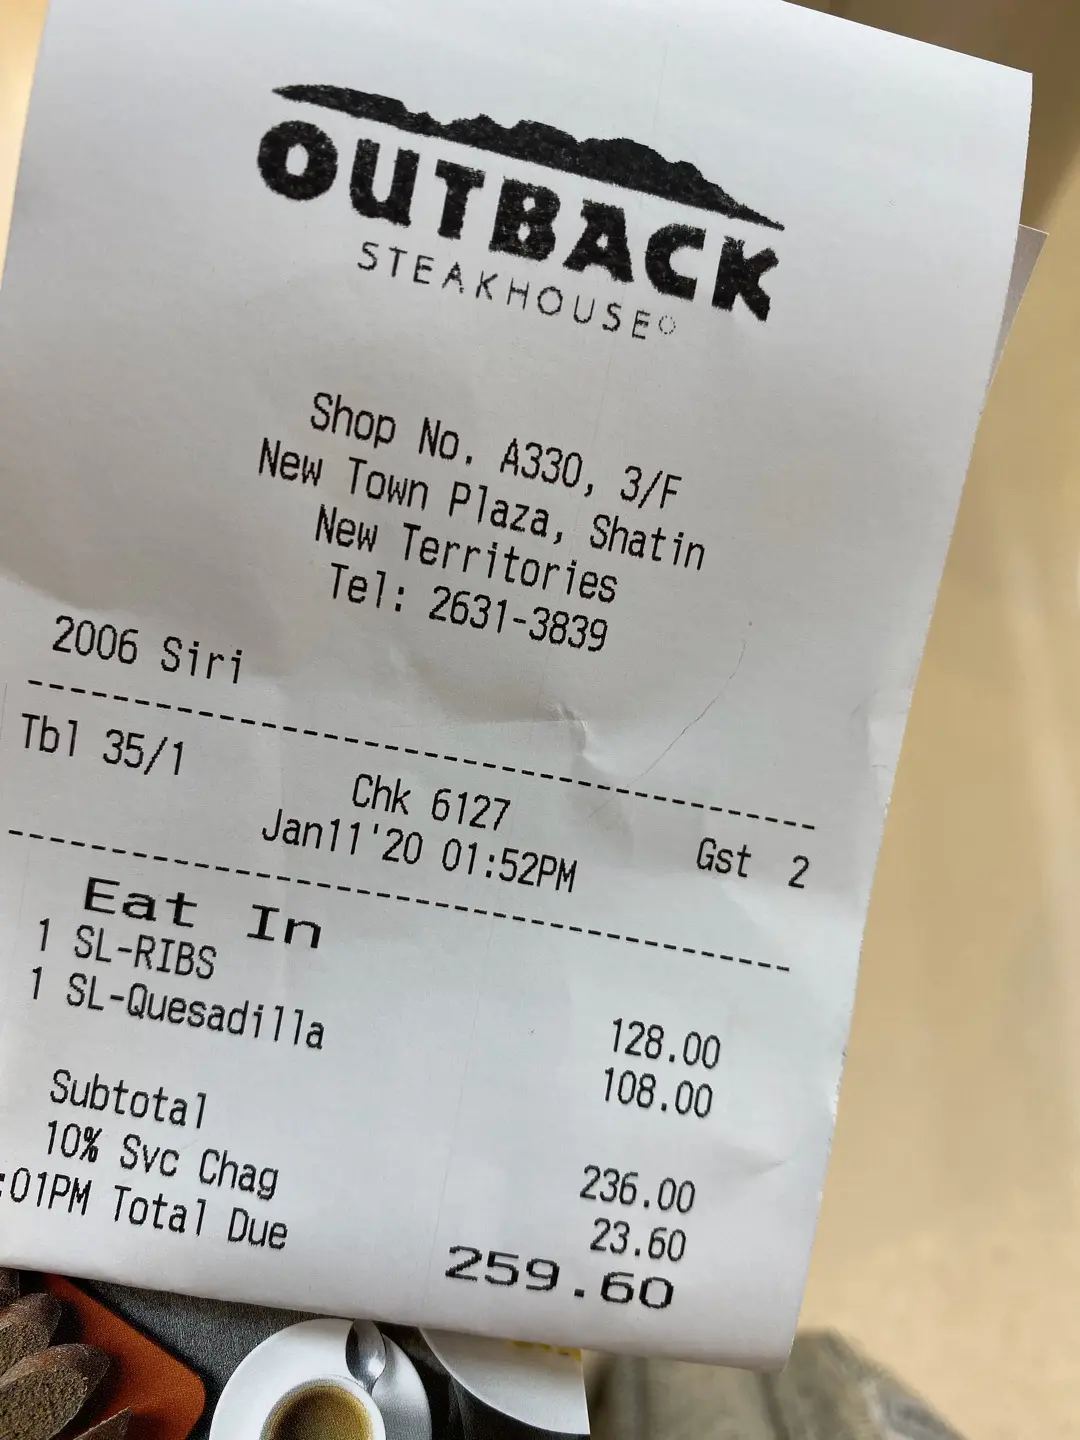 OUTBACK
STEAKHOUSE
Shop No. A330, 3/F
New Town Plaza, Shatin
New Territories
Tel: 2631-3839
2006 Siri
Tbl 35/1 Chk 6127 Gst 2
Jan11'20 01:52PM
Eat In
1 SL-RIBS 128.00
1 SL-Quesadilla 108.00
Subtotal 236.00
10% Svc Chag 23.60
:01PM Total Due 259.60